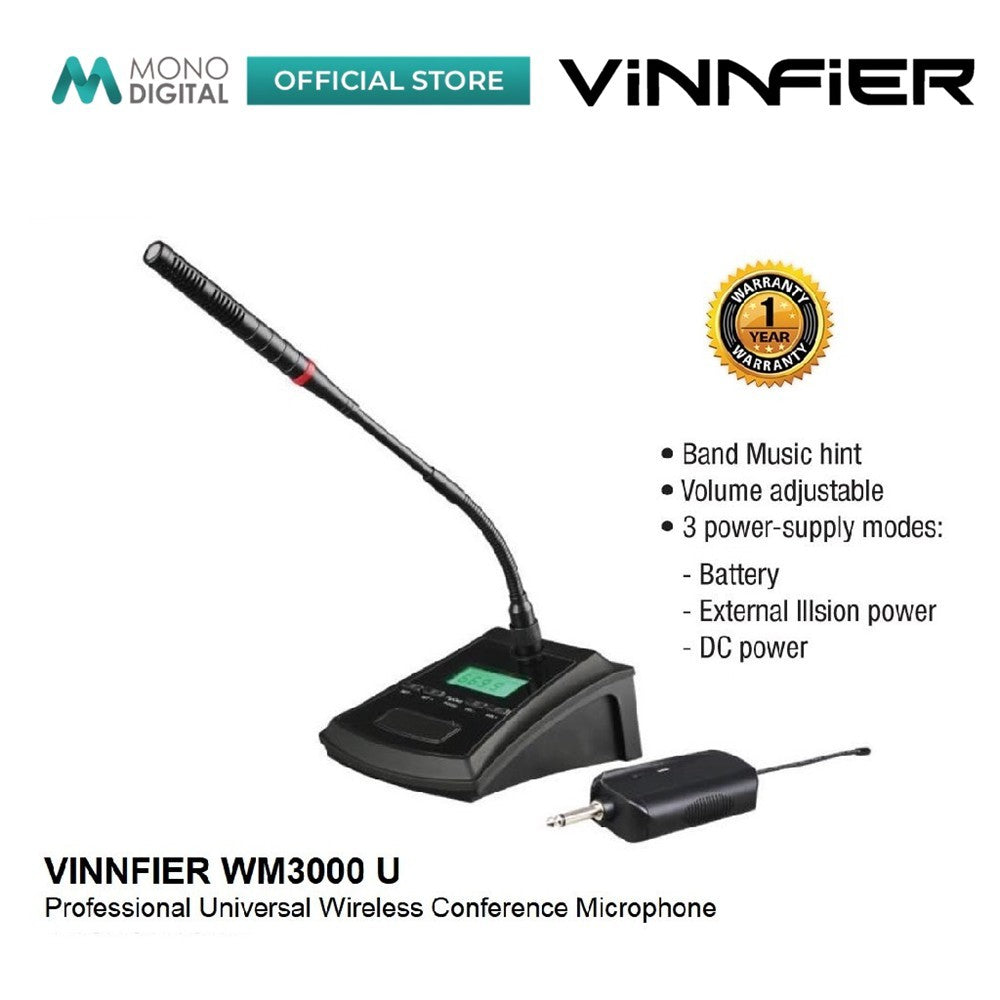 MONO
DIGITAL
OFFICIAL STORE
ViNNFiER
WARRANTY
1
YEAR
WARRANTY
• Band Music hint
• Volume adjustable
• 3 power-supply modes:
- Battery
- External Illsion power
- DC power
VINNFIER WM3000 U
Professional Universal Wireless Conference Microphone